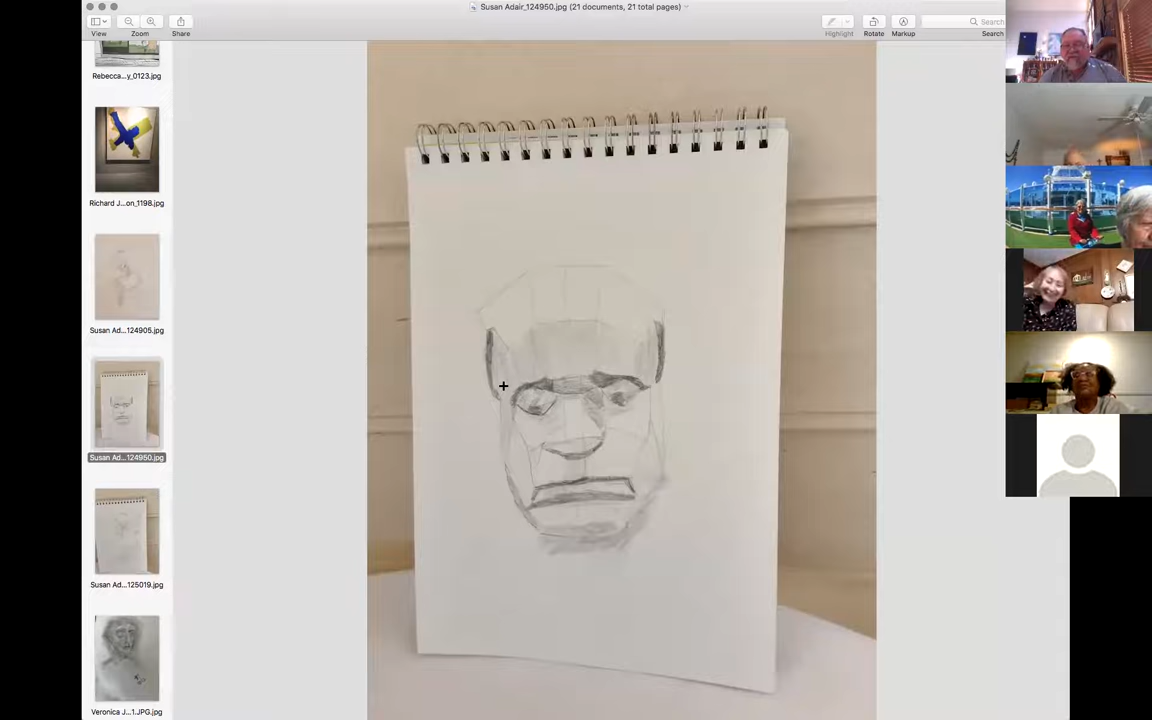 Susan Adair_124950.jpg (21 documents, 21 total pages)
View
Zoom
Share
Highlight
Rotate
Markup
Search
Search
Rebecca...y_0123.jpg
Richard J...on_1198.jpg
Susan Ad...124905.jpg
Susan Ad...124950.jpg
Susan Ad...125019.jpg
Veronica J...1.JPG.jpg